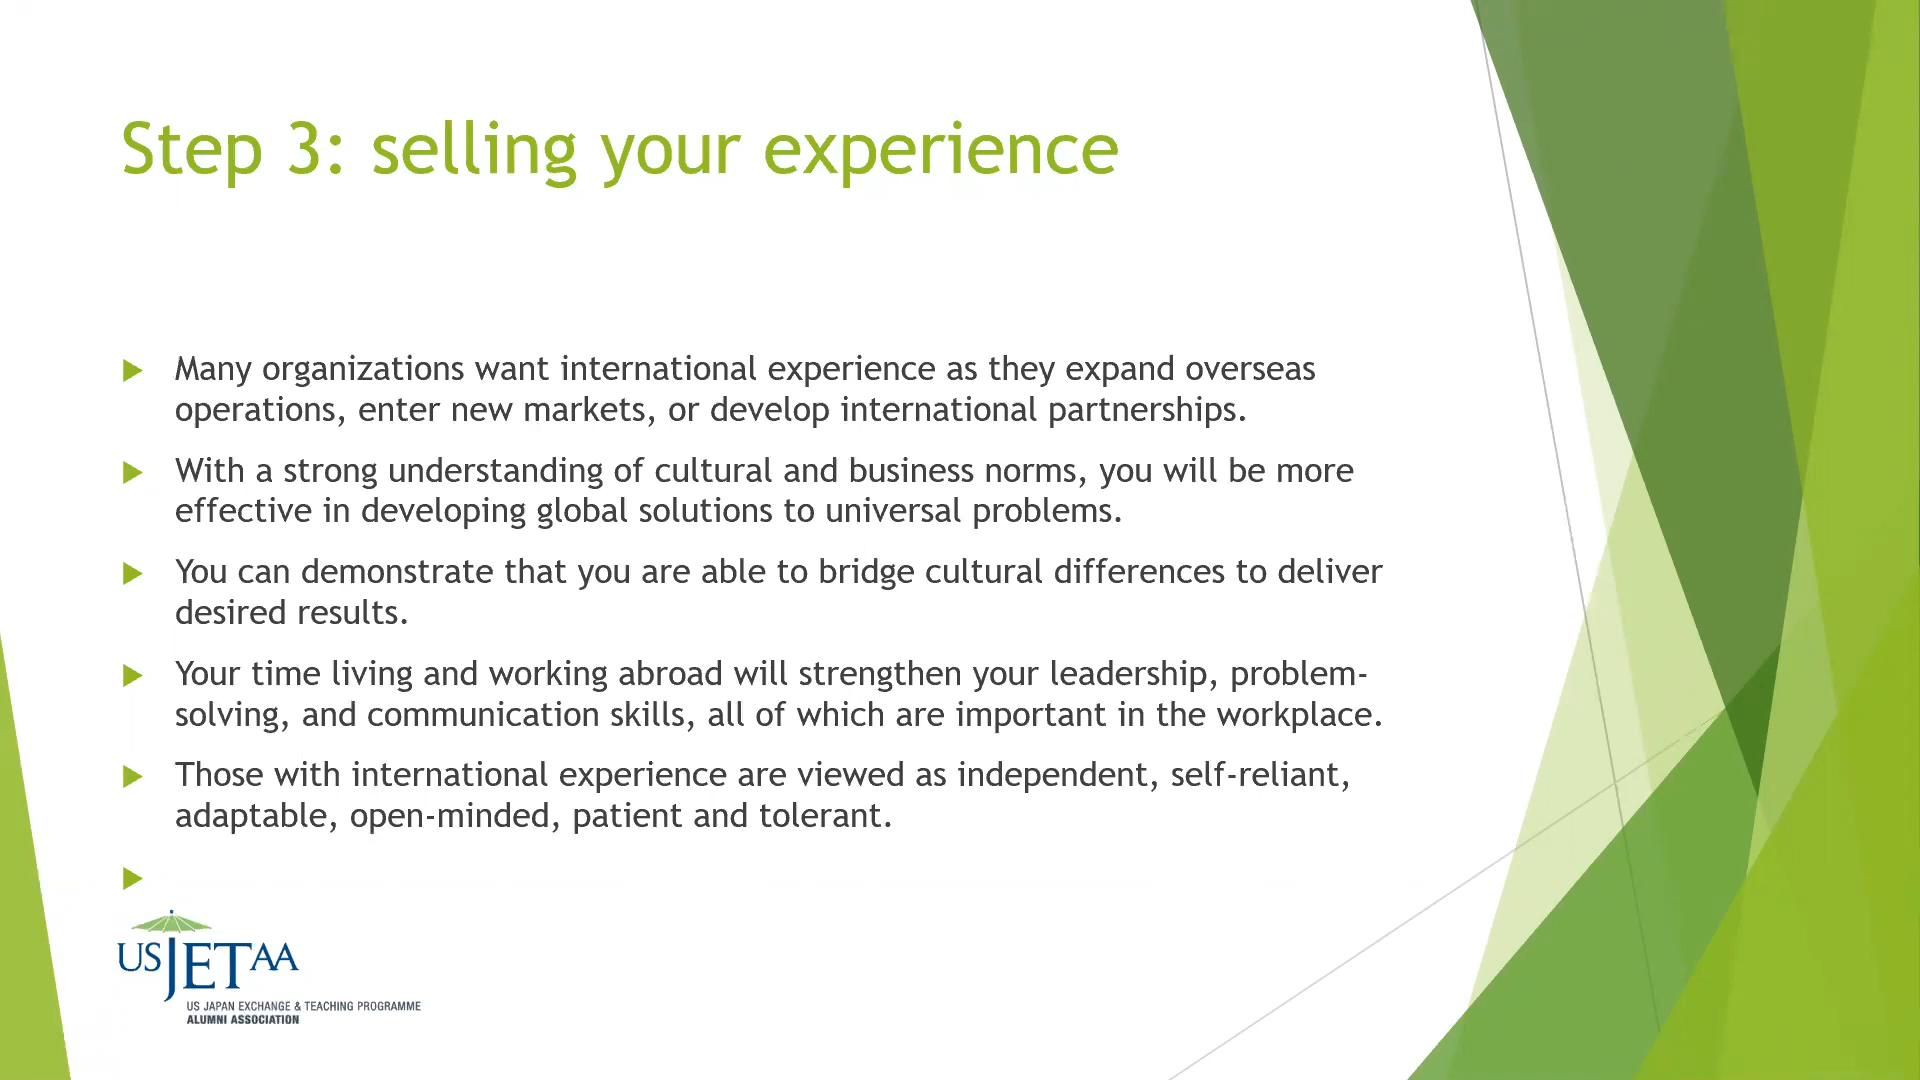 Step 3: selling your experience
Many organizations want international experience as they expand overseas
operations, enter new markets, or develop international partnerships.
With a strong understanding of cultural and business norms, you will be more
effective in developing global solutions to universal problems.
You can demonstrate that you are able to bridge cultural differences to deliver
desired results.
Your time living and working abroad will strengthen your leadership, problem-
solving, and communication skills, all of which are important in the workplace.
Those with international experience are viewed as independent, self-reliant,
adaptable, open-minded, patient and tolerant.
US JET AA
US JAPAN EXCHANGE & TEACHING PROGRAMME
ALUMNI ASSOCIATION